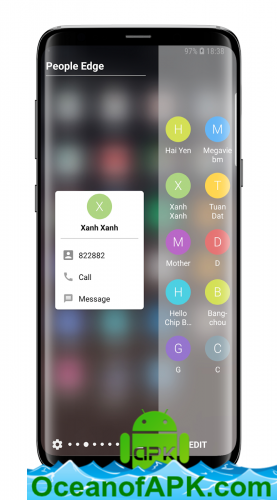 97% 18:38
People Edge
H
M
Hai Yen
Megavie
bm
X
T
Xanh
Xanh
Tuan
Dat
X
Xanh Xanh
822882
Call
Message
M
D
Mother
D
H
B
Hello
Chip B...
Bang-
chou
G
C
G
C
EDIT
apk
OceanofAPK.com